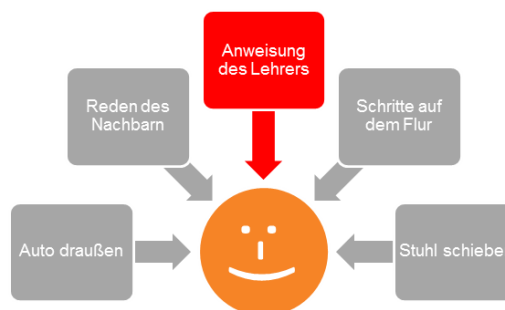 Anweisung
des Lehrers
Reden des
Nachbarn
Schritte auf
dem Flur
Auto draußen
Stuhl schiebe